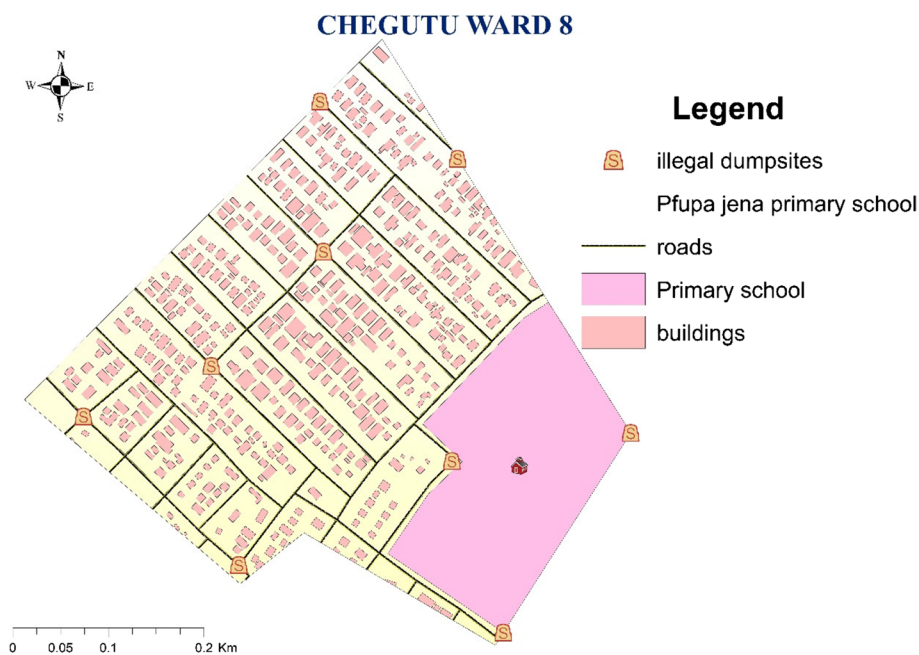 CHEGUTU WARD 8
N
W E
S
Legend
S illegal dumpsites
Pfupa jena primary school
roads
Primary school
buildings
S
S
S
S
S
S
S
S
S
0 0.05 0.1 0.2 Km